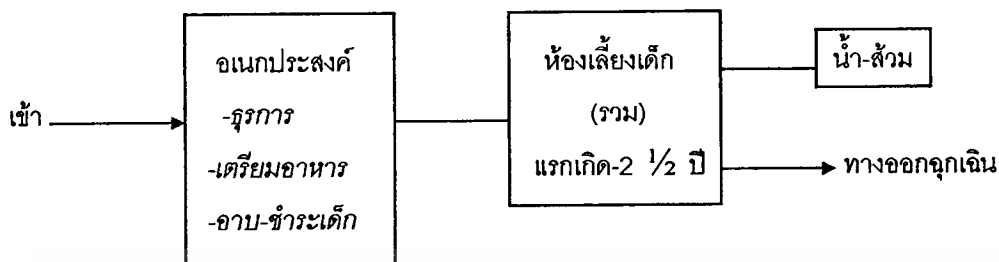 เข้า
อเนกประสงค์
-ธุรการ
-เตรียมอาหาร
-อาบ-ชำระเด็ก
ห้องเลี้ยงเด็ก
(รวม)
แรกเกิด-2 ½ ปี
น้ำ-ส้วม
ทางออกฉุกเฉิน